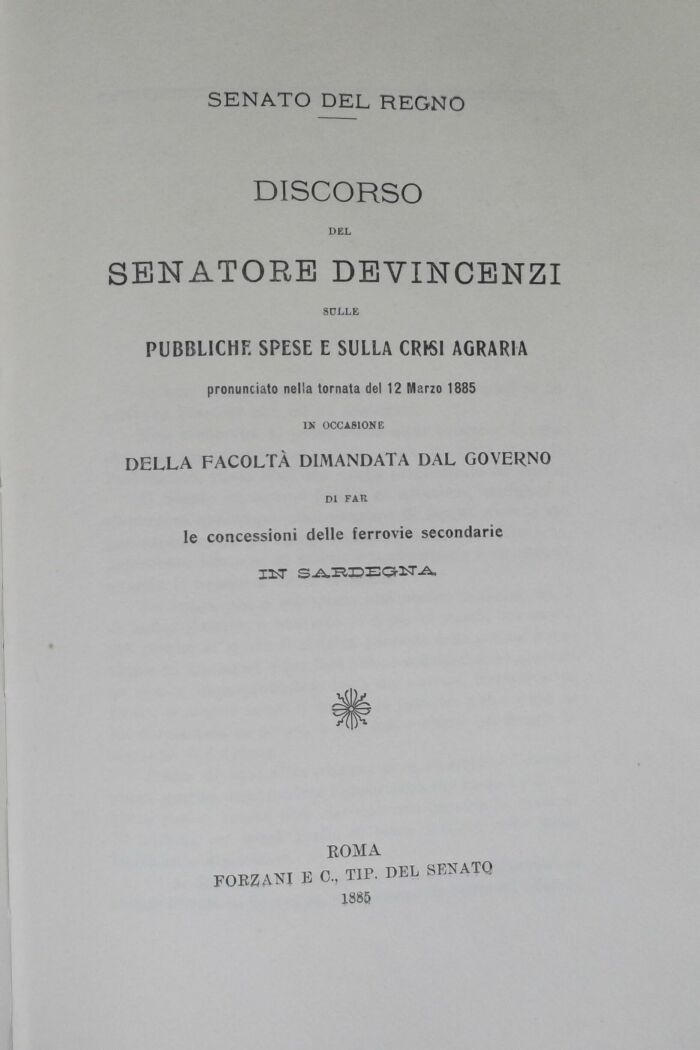 SENATO DEL REGNO
DISCORSO
DEL
SENATORE DEVINCENZI
SULLE
PUBBLICHE SPESE E SULLA CRISI AGRARIA
pronunciato nella tornata del 12 Marzo 1885
IN OCCASIONE
DELLA FACOLTÀ DIMANDATA DAL GOVERNO
DI FAR
le concessioni delle ferrovie secondarie
IN SARDEGNA
ROMA
FORZANI E C., TIP. DEL SENATO
1885